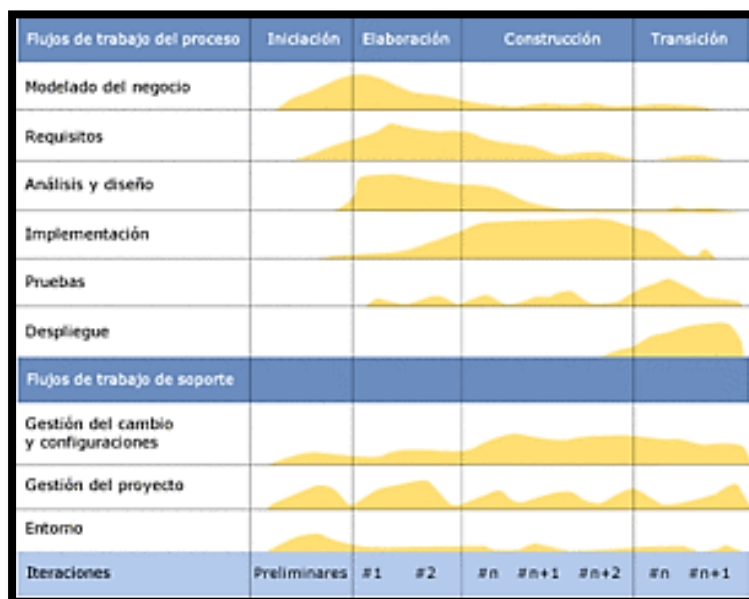 Flujos de trabajo del proceso Iniciación Elaboración Construcción Transición
Modelado del negocio
Requisitos
Análisis y diseño
Implementación
Pruebas
Despliegue
Flujos de trabajo de soporte
Gestión del cambio
y configuraciones
Gestión del proyecto
Entorno
Iteraciones Preliminares #1 #2 #n #n+1 #n+2 #n #n+1